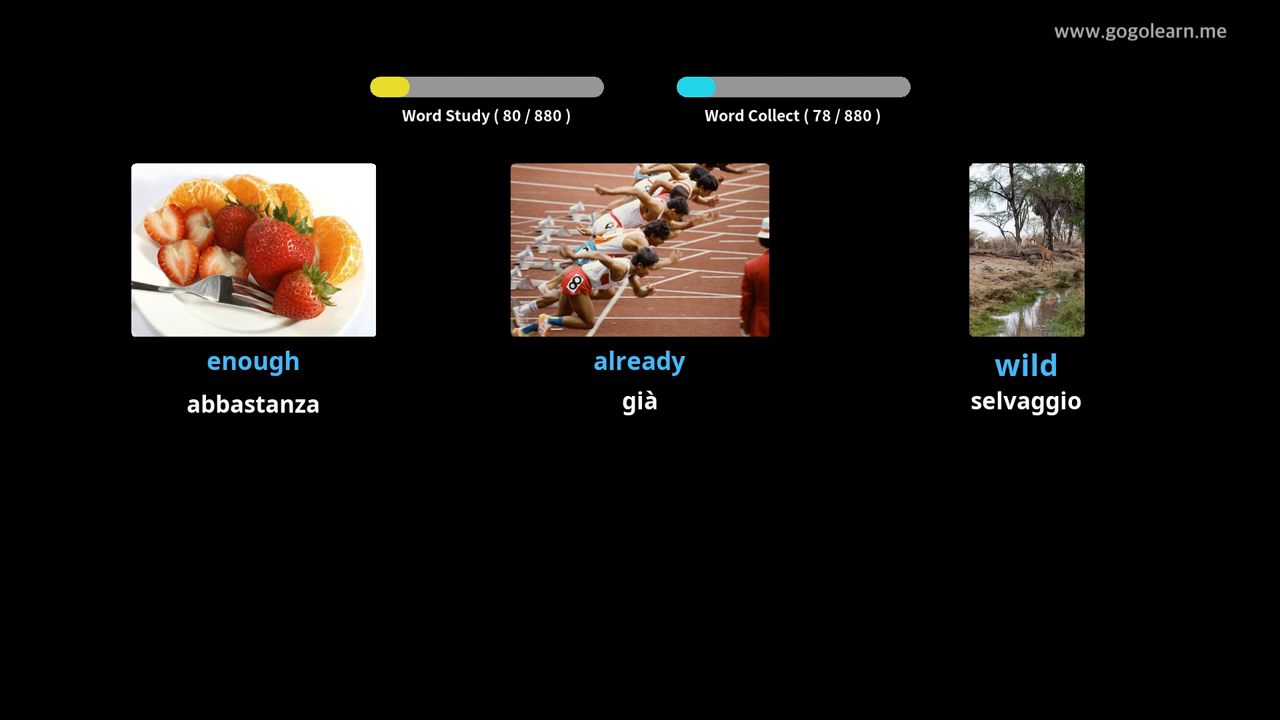 www.gogolearn.me
Word Study ( 80 / 880 )
Word Collect ( 78 / 880 )
enough
already
wild
abbastanza
già
selvaggio